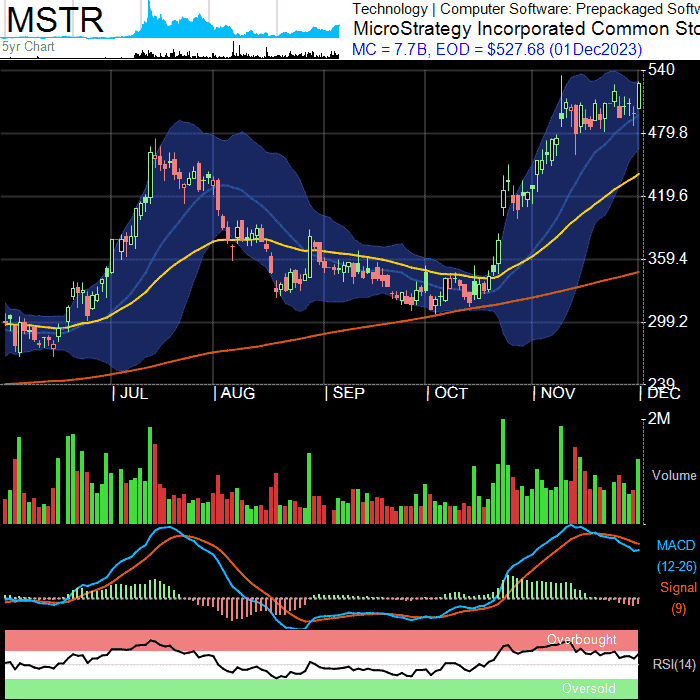 MSTR
5yr Chart
Technology | Computer Software: Prepackaged Softw
MicroStrategy Incorporated Common Sto
MC = 7.7B, EOD = $527.68 (01Dec2023)
540
479.8
419.6
359.4
299.2
239
JUL AUG SEP OCT NOV DEC
2M
Volume
MACD
(12-26)
Signal
(9)
Overbought
RSI(14)
Oversold